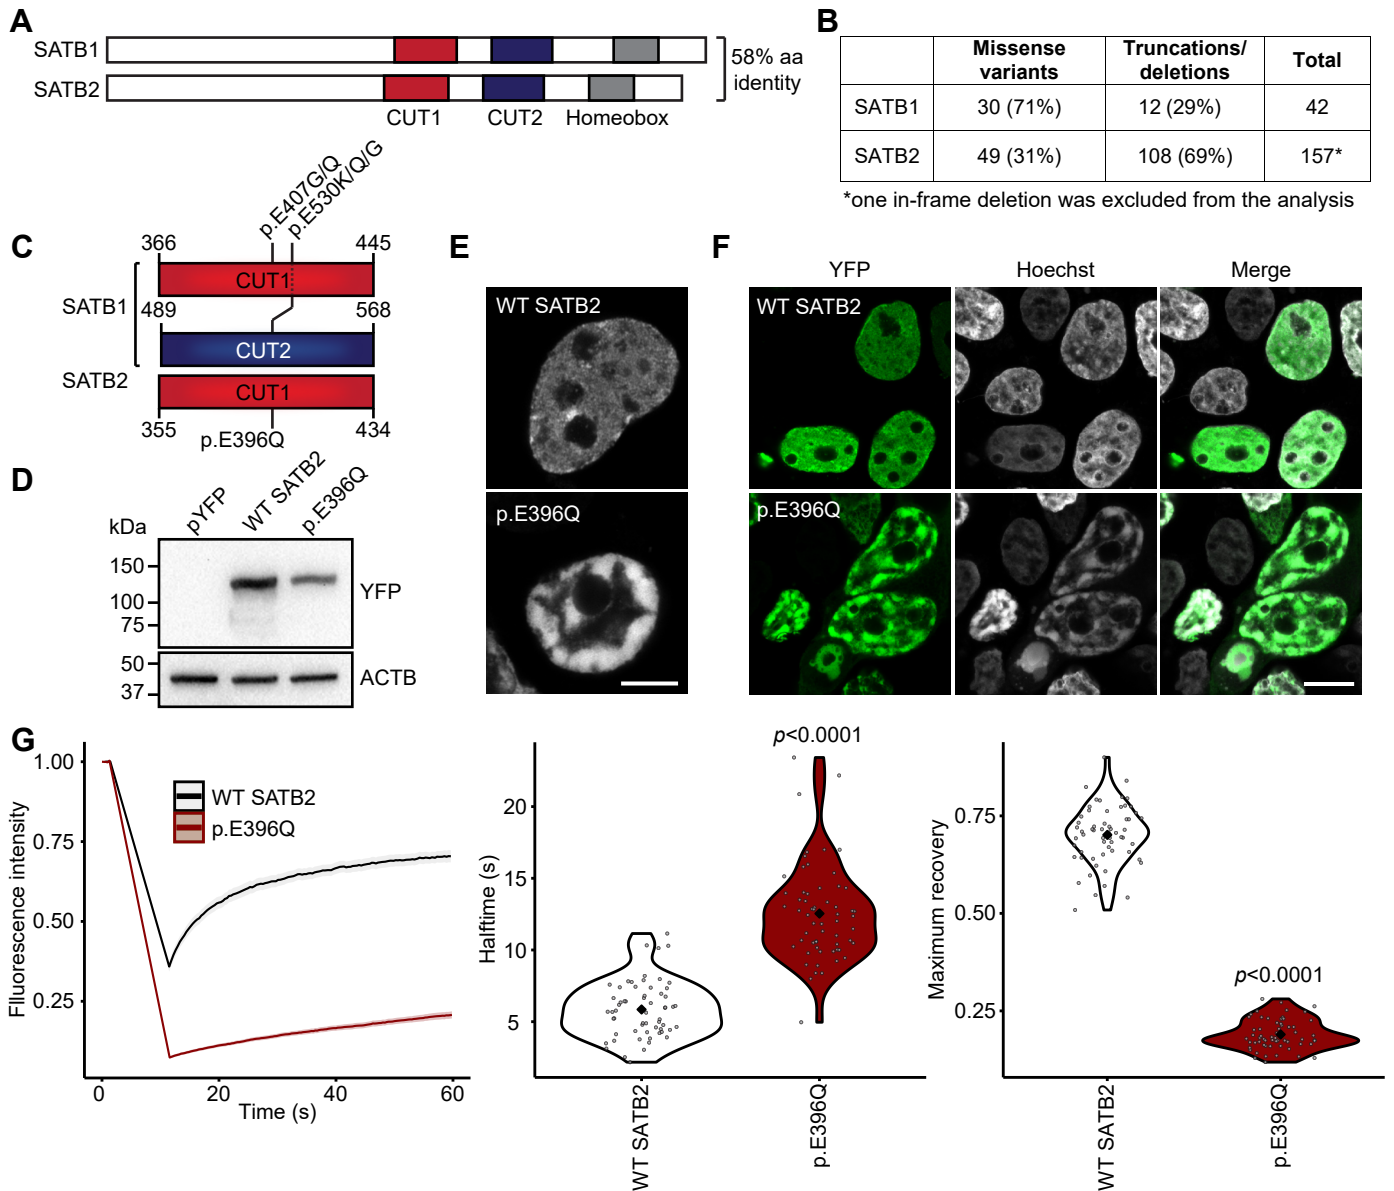 A
SATB1
SATB2
CUT1
CUT2
Homeobox
58% aa
identity
B
Missense
variants
Truncations/
deletions
Total
SATB1
30 (71%)
12 (29%)
42
SATB2
49 (31%)
108 (69%)
157*
*one in-frame deletion was excluded from the analysis
C
p.E407G/Q
p.E530K/Q/G
366
445
CUT1
SATB1
489
568
CUT2
SATB2
CUT1
355
434
p.E396Q
D
kDa
pYFP
WT SATB2
p.E396Q
150
100
75
YFP
50
37
ACTB
E
WT SATB2
p.E396Q
F
YFP
Hoechst
Merge
WT SATB2
p.E396Q
G
Flluorescence intensity
1.00
0.75
0.50
0.25
WT SATB2
p.E396Q
0
20
40
60
Time (s)
Halftime (s)
20
15
10
5
p<0.0001
WT SATB2
p.E396Q
Maximum recovery
0.75
0.50
0.25
p<0.0001
WT SATB2
p.E396Q